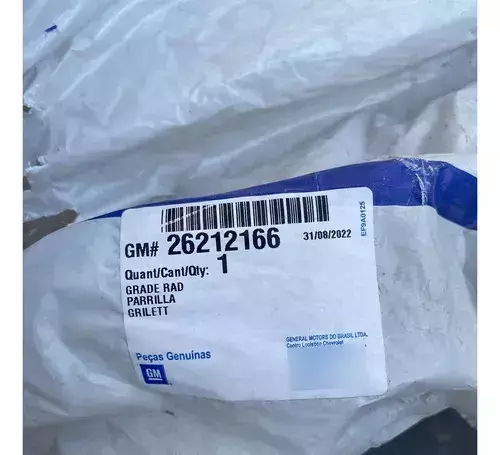 GM# 26212166 31/08/2022
EF9A0125
Quant/Cant/Qty: 1
GRADE RAD
PARRILLA
GRILETT
Peças Genuínas
GM
GENERAL MOTORS DO BRASIL LTDA.
Centro Logístico Chevrolet